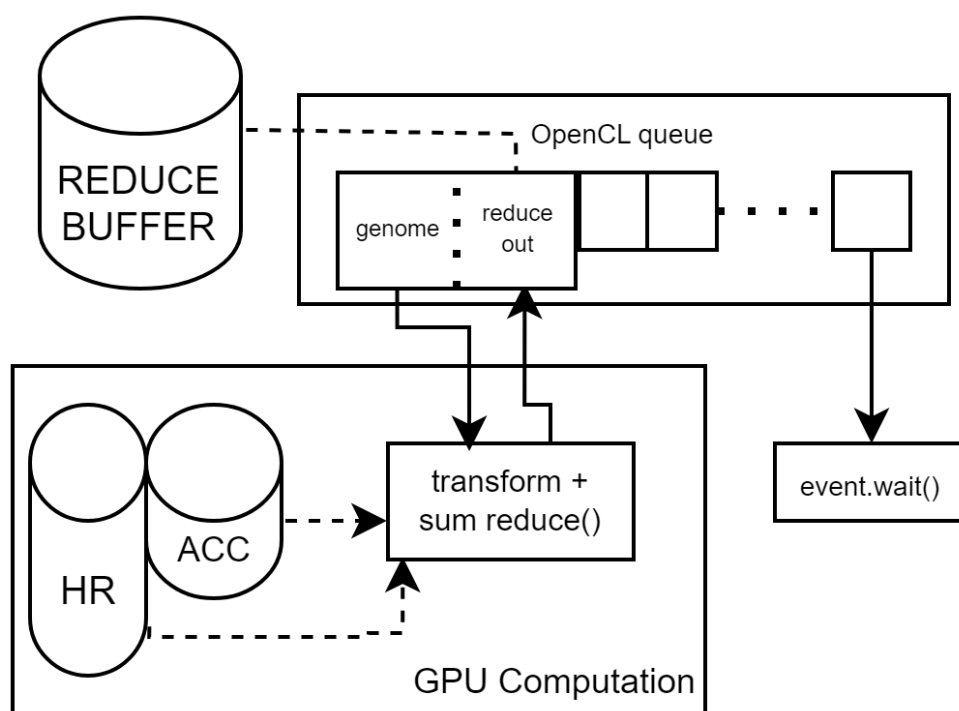 REDUCE
BUFFER
OpenCL queue
genome
reduce
out
transform +
sum reduce()
event.wait()
HR
ACC
GPU Computation